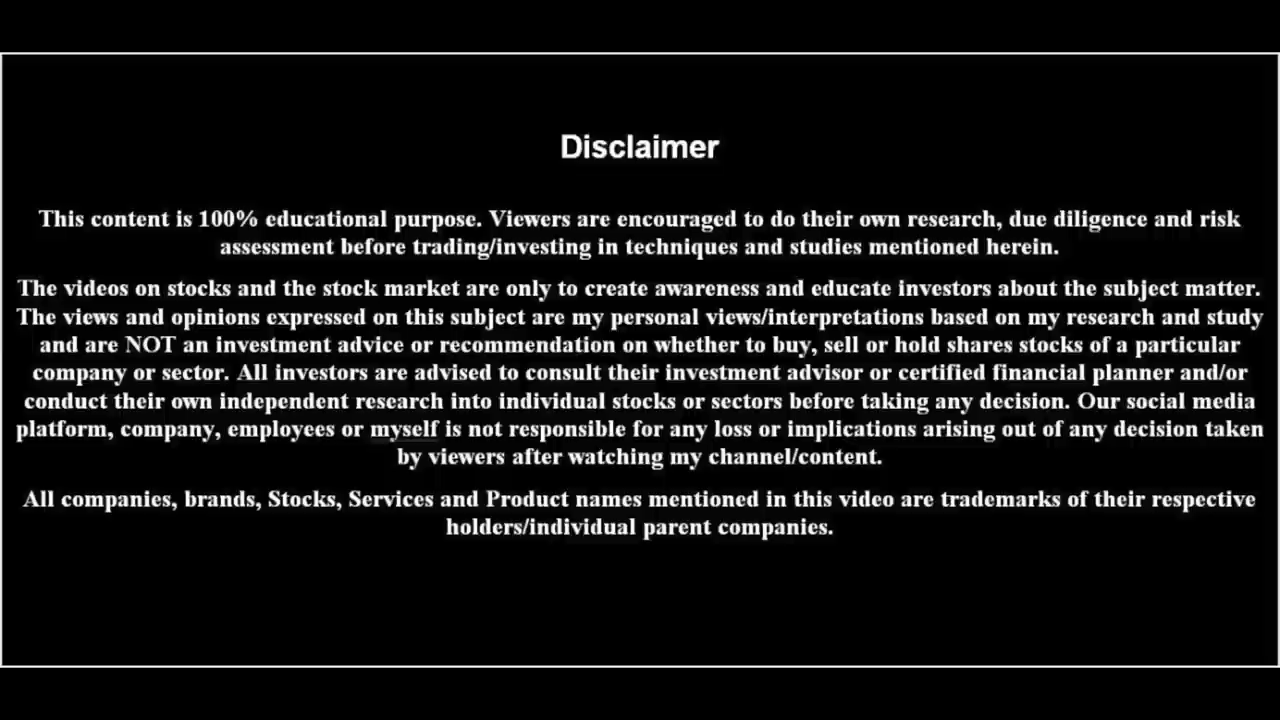 Disclaimer
This content is 100% educational purpose. Viewers are encouraged to do their own research, due diligence and risk
assessment before trading/investing in techniques and studies mentioned herein.
The videos on stocks and the stock market are only to create awareness and educate investors about the subject matter.
The views and opinions expressed on this subject are my personal views/interpretations based on my research and study
and are NOT an investment advice or recommendation on whether to buy, sell or hold shares stocks of a particular
company or sector. All investors are advised to consult their investment advisor or certified financial planner and/or
conduct their own independent research into individual stocks or sectors before taking any decision. Our social media
platform, company, employees or myself is not responsible for any loss or implications arising out of any decision taken
by viewers after watching my channel/content.
All companies, brands, Stocks, Services and Product names mentioned in this video are trademarks of their respective
holders/individual parent companies.